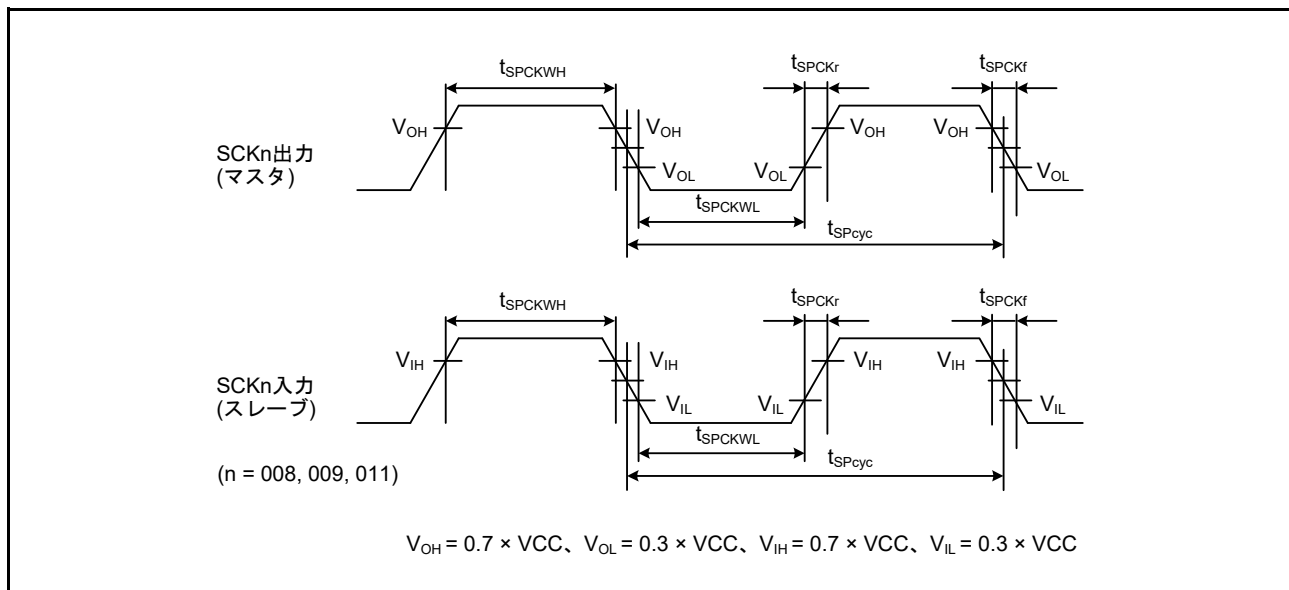 tSPCKWH
tSPCKr
tSPCKf
VOH
VOH
VOH
VOH
SCKn出力
(マスタ)
VOL
VOL
VOL
tSPCKWL
tSPcyc
tSPCKWH
tSPCKr
tSPCKf
VIH
VIH
VIH
VIH
SCKn入力
(スレーブ)
VIL
VIL
VIL
tSPCKWL
tSPcyc
(n = 008, 009, 011)
VOH = 0.7 × VCC、VOL = 0.3 × VCC、VIH = 0.7 × VCC、VIL = 0.3 × VCC